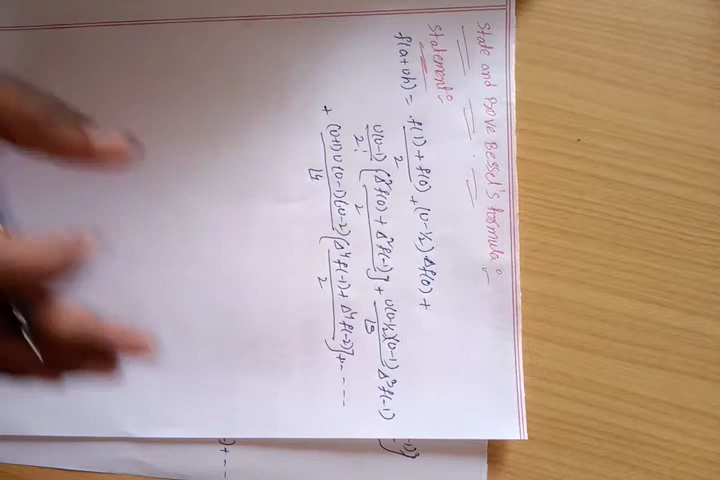 State and Prove Bessel's formula :-
Statement :-
f(a+uh) = f(1) + f(0) / 2 + (u-½) Δf(0) +
u(u-1) / 2! {Δ²f(0) + Δ²f(-1) / 2} + u(u-½)(u-1) / ⌊3 Δ³f(-1)
+ (u+1)u(u-1)(u-2) / ⌊4 {Δ⁴f(-1) + Δ⁴f(-2) / 2} + - - - -
) + - -